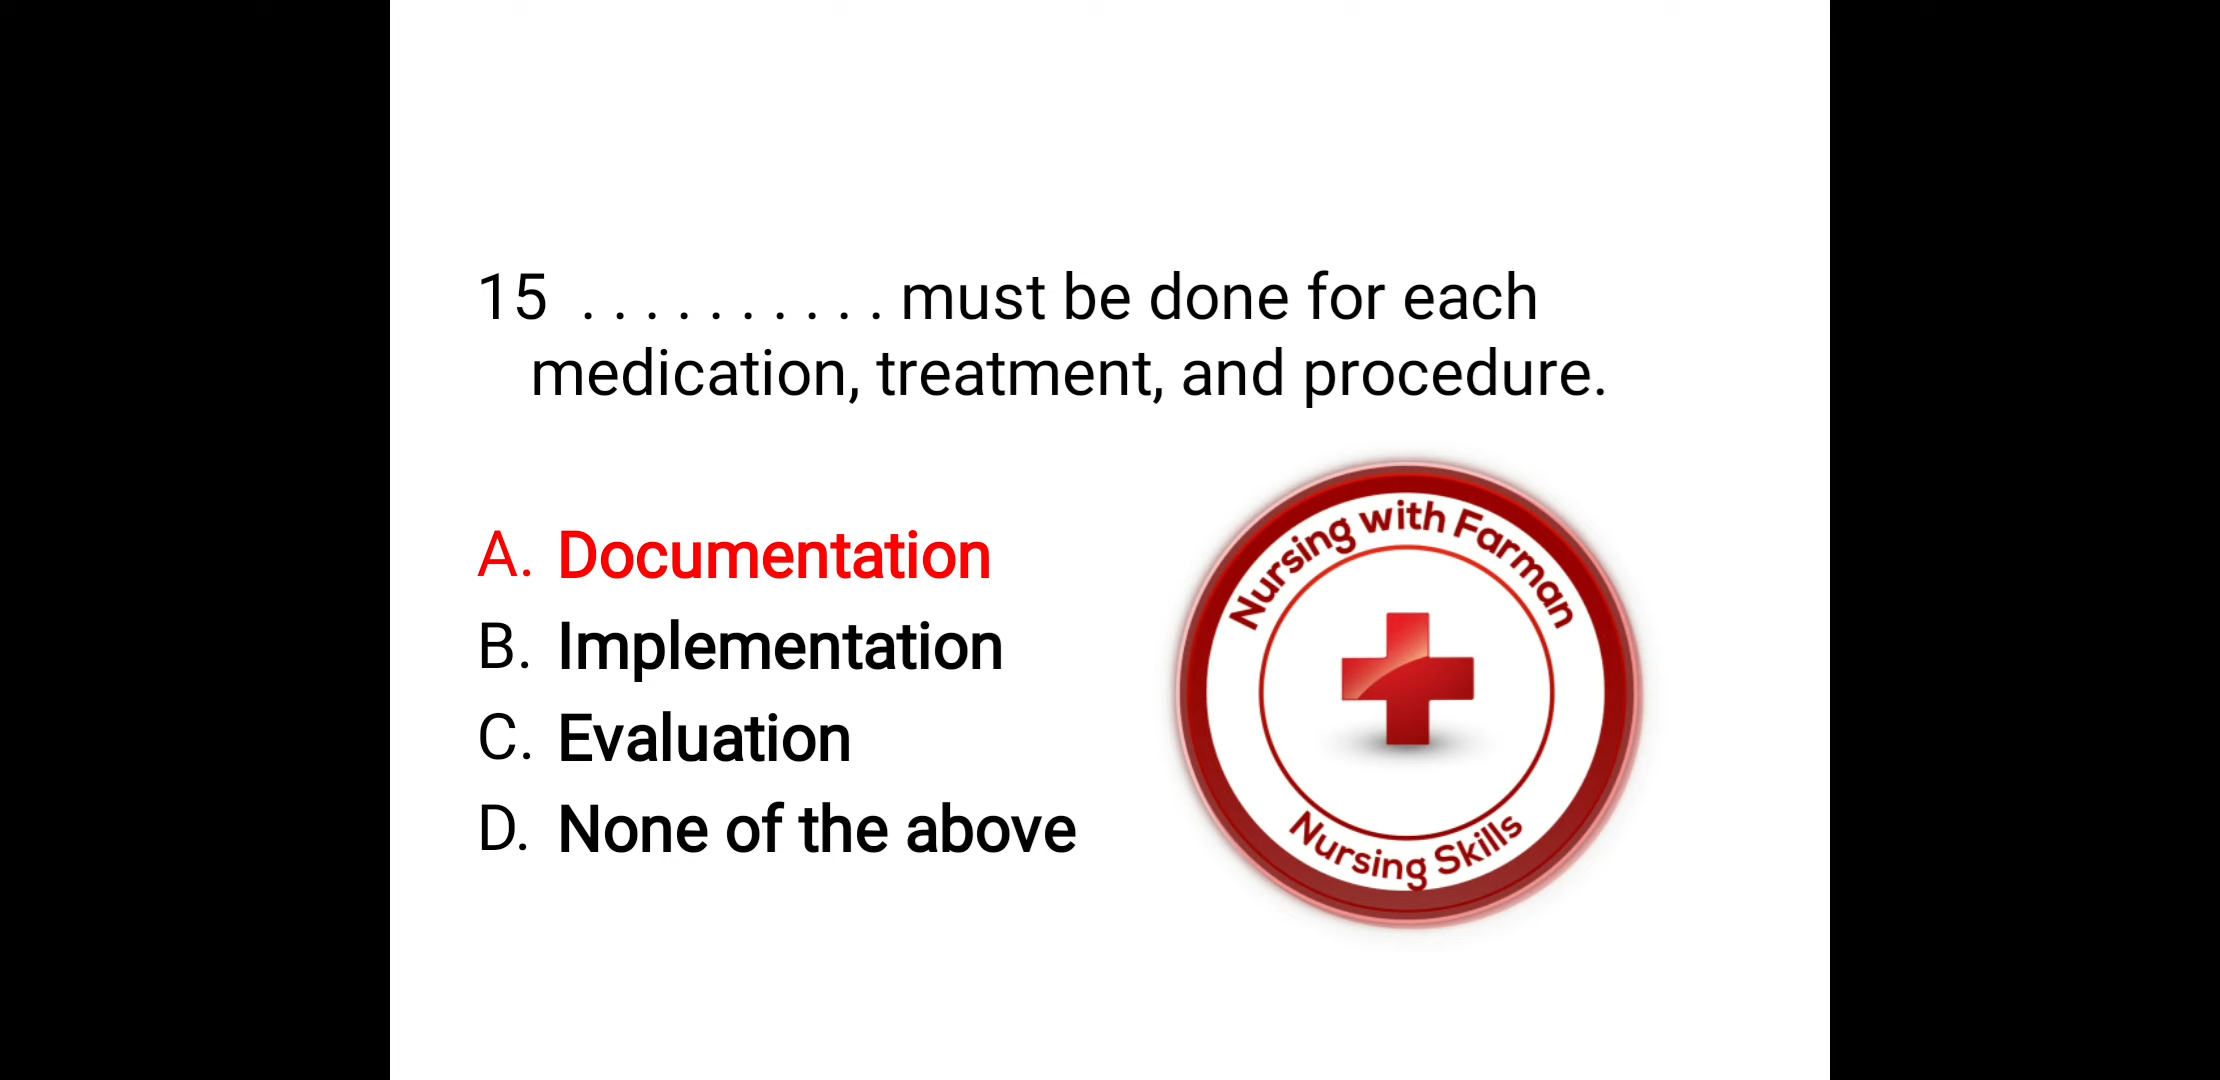 15 . . . . . . . . . . must be done for each
medication, treatment, and procedure.
A. Documentation
B. Implementation
C. Evaluation
D. None of the above
Nursing with Farman
Nursing Skills